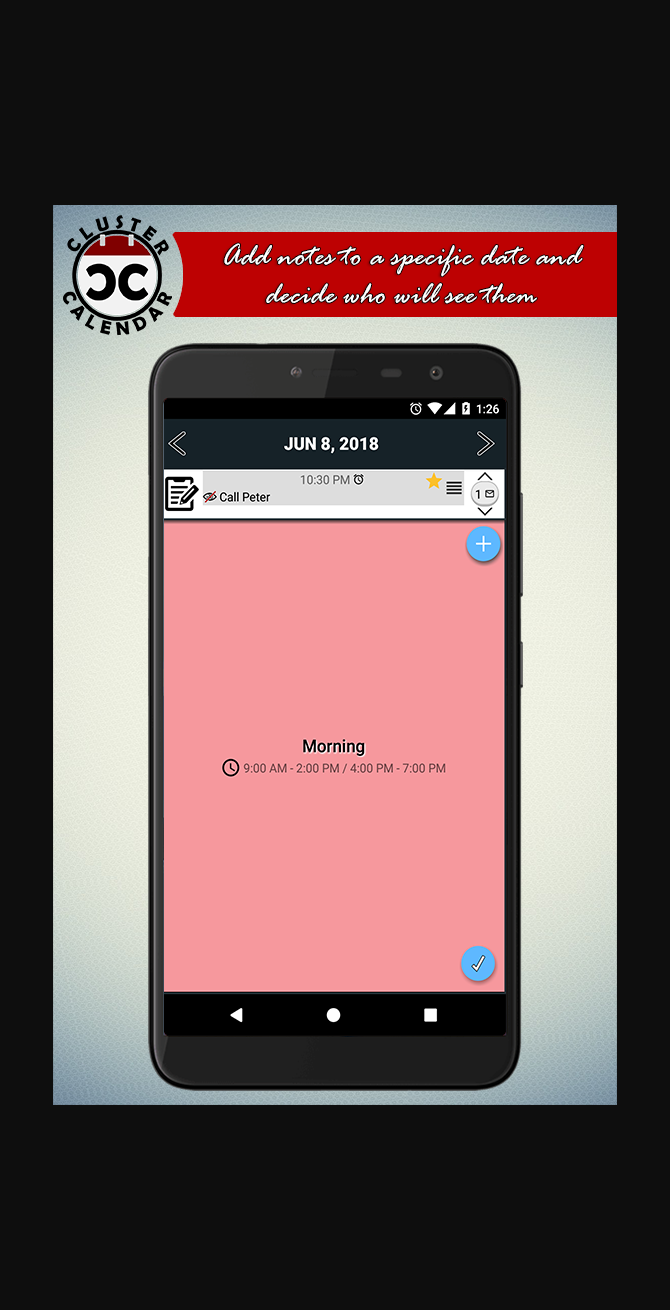 CLUSTER
CALENDAR
Add notes to a specific date and
decide who will see them
1:26
JUN 8, 2018
10:30 PM
Call Peter
1
Morning
9:00 AM - 2:00 PM / 4:00 PM - 7:00 PM